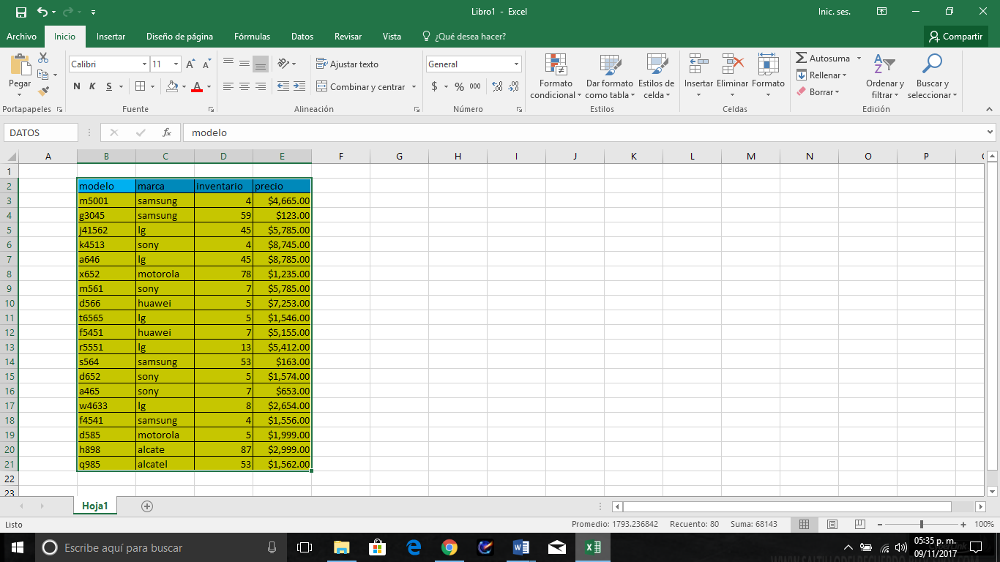 Libro1 - Excel
Inic. ses.
Archivo Inicio Insertar Diseño de página Fórmulas Datos Revisar Vista ¿Qué desea hacer? Compartir
Pegar
Calibri 11
N K S
Ajustar texto
Combinar y centrar
General
$ % 000
Formato condicional
Dar formato como tabla
Estilos de celda
Insertar Eliminar Formato
Autosuma
Rellenar
Borrar
Ordenar y filtrar
Buscar y seleccionar
Portapapeles Fuente Alineación Número Estilos Celdas Edición
DATOS fx modelo
A B C D E F G H I J K L M N O P
1
2 modelo marca inventario precio
3 m5001 samsung 4 $4,665.00
4 g3045 samsung 59 $123.00
5 j41562 lg 45 $5,785.00
6 k4513 sony 4 $8,745.00
7 a646 lg 45 $8,785.00
8 x652 motorola 78 $1,235.00
9 m561 sony 7 $5,785.00
10 d566 huawei 5 $7,253.00
11 t6565 lg 5 $1,546.00
12 f5451 huawei 7 $5,155.00
13 r5551 lg 13 $5,412.00
14 s564 samsung 53 $163.00
15 d652 sony 5 $1,574.00
16 a465 sony 7 $653.00
17 w4633 lg 8 $2,654.00
18 f4541 samsung 4 $1,556.00
19 d585 motorola 5 $1,999.00
20 h898 alcate 87 $2,999.00
21 q985 alcatel 53 $1,562.00
22
23
Hoja1
Listo Promedio: 1793.236842 Recuento: 80 Suma: 68143 100%
Escribe aquí para buscar
05:35 p. m.
09/11/2017